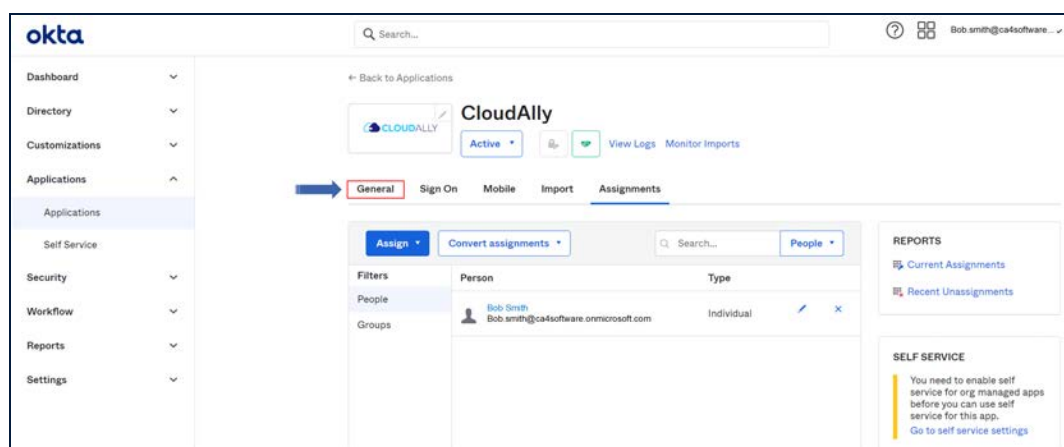 okta
Search...
Bob.smith@ca4software...
Dashboard
Directory
Customizations
Applications
Applications
Self Service
Security
Workflow
Reports
Settings
← Back to Applications
CLOUDALLY
CloudAlly
Active
View Logs Monitor Imports
General Sign On Mobile Import Assignments
Assign Convert assignments Search... People
Filters Person Type
People
Groups
Bob Smith
Bob.smith@ca4software.onmicrosoft.com Individual
REPORTS
Current Assignments
Recent Unassignments
SELF SERVICE
You need to enable self
service for org managed apps
before you can use self
service for this app.
Go to self service settings